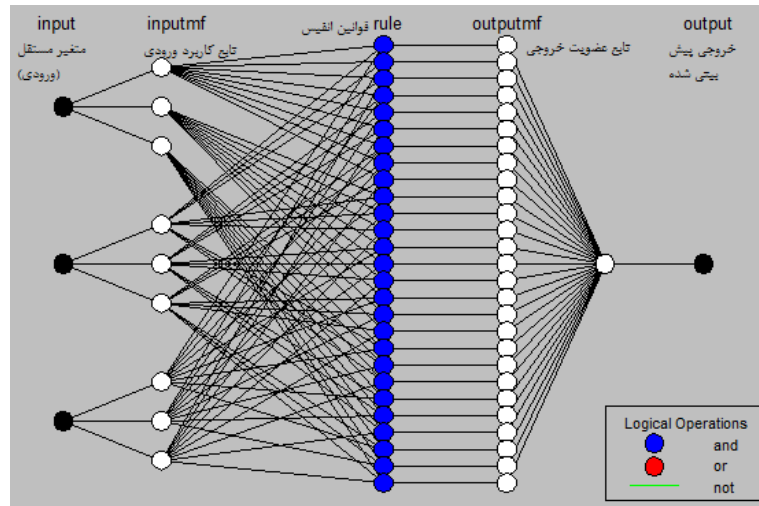 input
inputmf
rule
outputmf
output
متغیر مستقل
(ورودی)
تابع کاربرد ورودی
قوانین انفیس
تابع عضویت خروجی
خروجی پیش
بیتی شده
Logical Operations
and
or
not